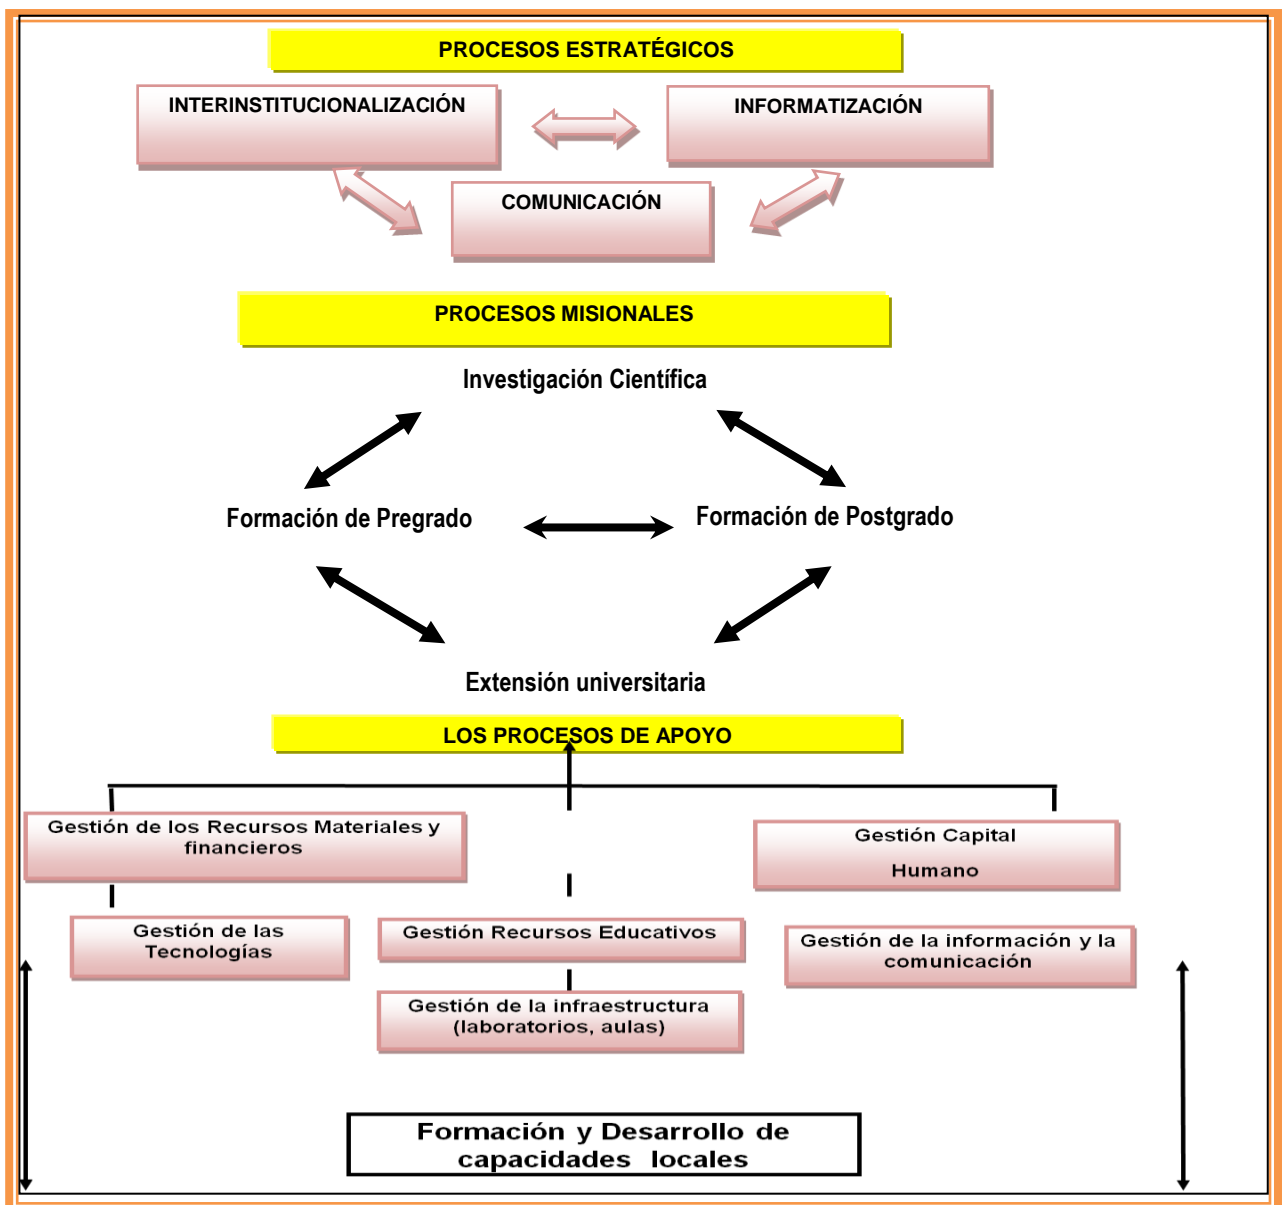 PROCESOS ESTRATÉGICOS
INTERINSTITUCIONALIZACIÓN
INFORMATIZACIÓN
COMUNICACIÓN
PROCESOS MISIONALES
Investigación Científica
Formación de Pregrado
Formación de Postgrado
Extensión universitaria
LOS PROCESOS DE APOYO
Gestión de los Recursos Materiales y
financieros
Gestión Capital
Humano
Gestión de las
Tecnologías
Gestión Recursos Educativos
Gestión de la información y la
comunicación
Gestión de la infraestructura
(laboratorios, aulas)
Formación y Desarrollo de
capacidades locales